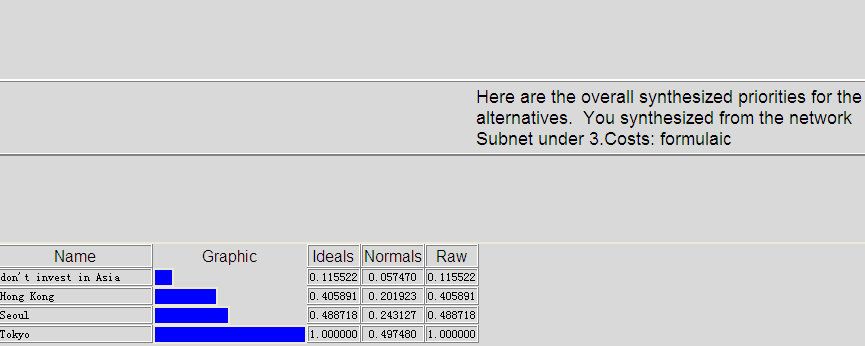 Here are the overall synthesized priorities for the
alternatives. You synthesized from the network
Subnet under 3.Costs: formulaic
Name Graphic Ideals Normals Raw
don't invest in Asia 0.115522 0.057470 0.115522
Hong Kong 0.405891 0.201923 0.405891
Seoul 0.488718 0.243127 0.488718
Tokyo 1.000000 0.497480 1.000000